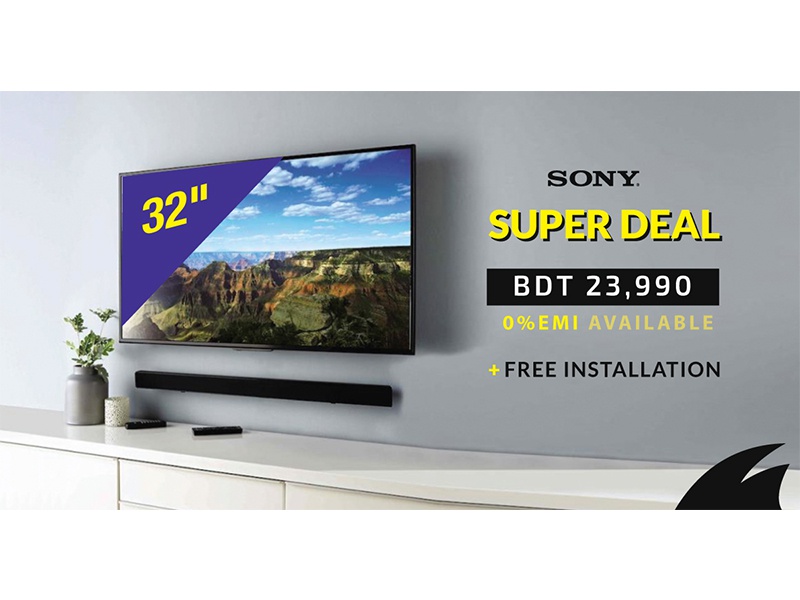 32"
SONY.
SUPER DEAL
BDT 23,990
0%EMI AVAILABLE
+FREE INSTALLATION